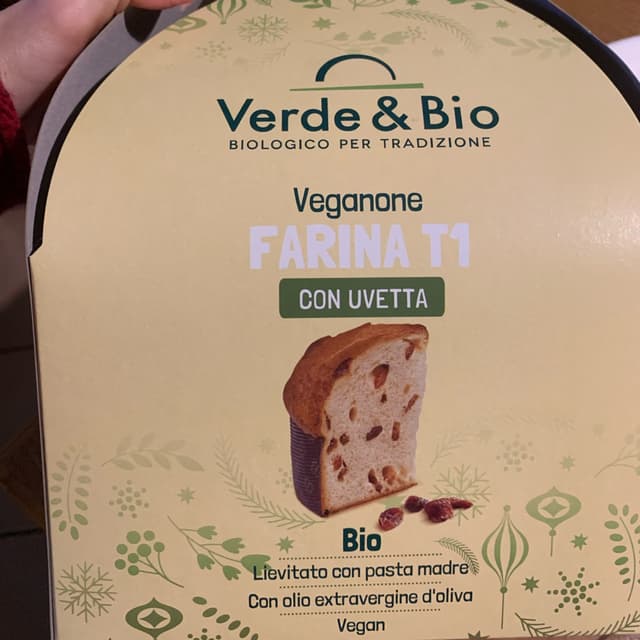 Verde & Bio
BIOLOGICO PER TRADIZIONE
Veganone
FARINA T1
CON UVETTA
Bio
Lievitato con pasta madre
Con olio extravergine d'oliva
Vegan